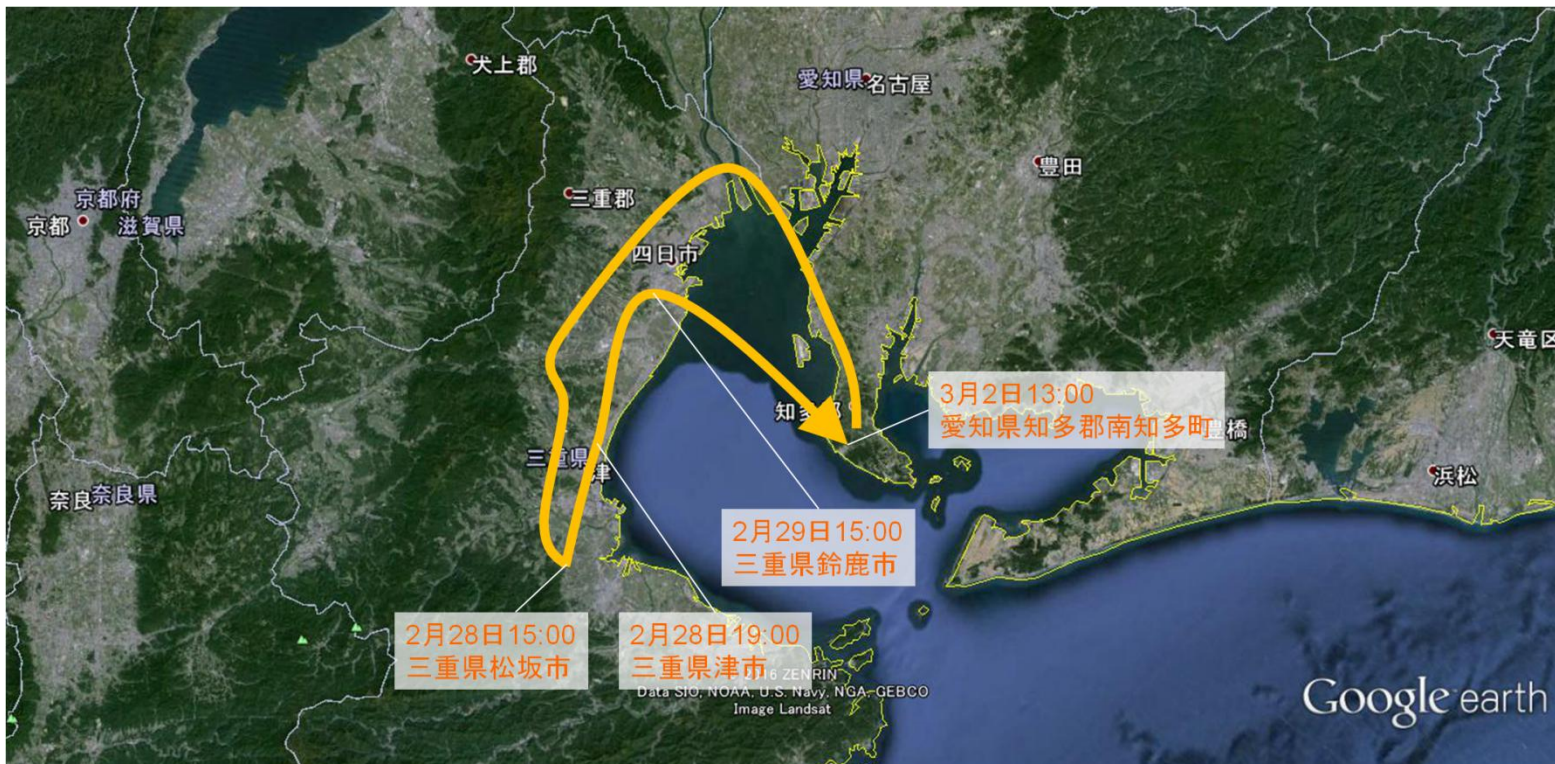 犬上郡
愛知県
名古屋
豊田
三重郡
京都府
京都
滋賀県
四日市
天竜区
3月2日13:00
愛知県知多郡南知多町
知多郡
豊橋
三重県
津
浜松
奈良
奈良県
2月29日15:00
三重県鈴鹿市
2月28日15:00
三重県松坂市
2月28日19:00
三重県津市
ZENRIN
Data SIO, NOAA, U.S. Navy, NGA, GEBCO
Image Landsat
Google earth